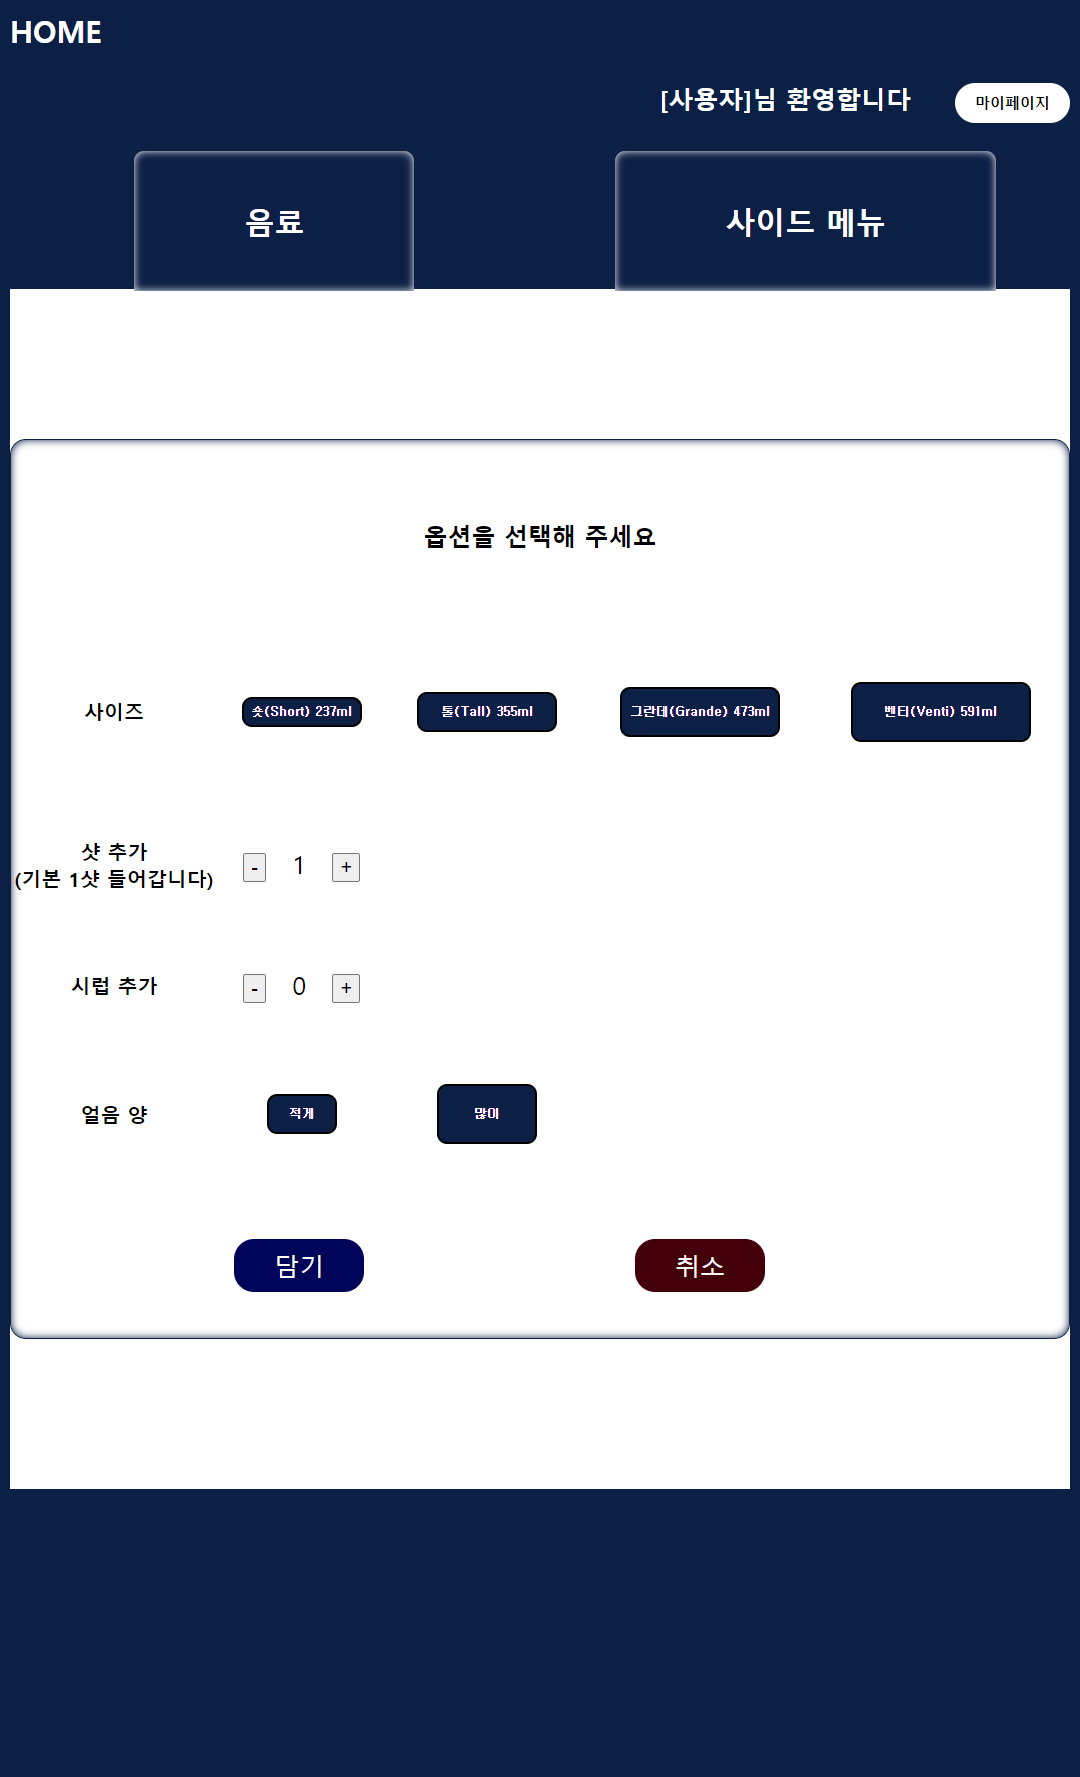 HOME
[사용자]님 환영합니다
마이페이지
음료
사이드 메뉴
옵션을 선택해 주세요
사이즈
숏(Short) 237ml
톨(Tall) 355ml
그란데(Grande) 473ml
벤티(Venti) 591ml
샷 추가
(기본 1샷 들어갑니다)
- 1 +
시럽 추가
- 0 +
얼음 양
적게
많이
담기
취소